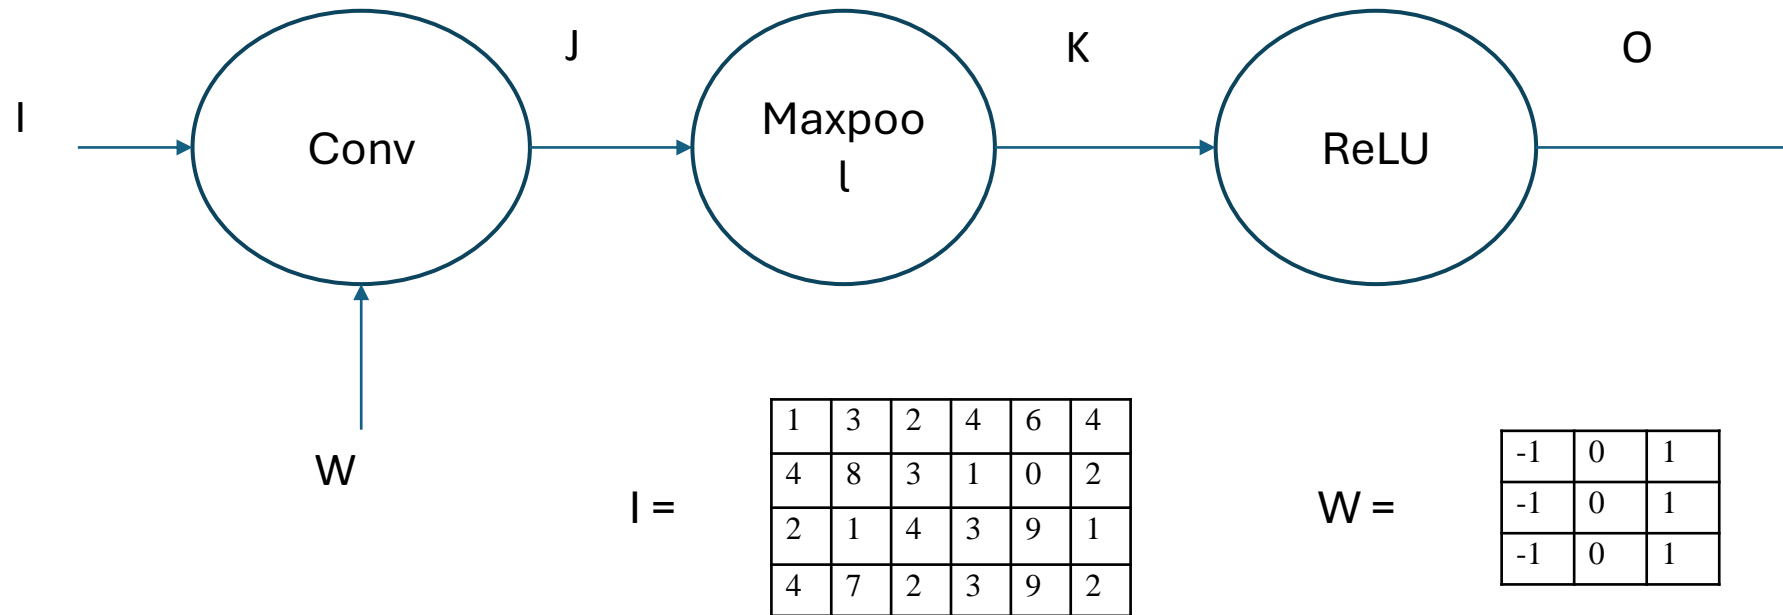 I
Conv
J
Maxpoo
l
K
ReLU
O
W
I =
1 3 2 4 6 4
4 8 3 1 0 2
2 1 4 3 9 1
4 7 2 3 9 2
W =
-1 0 1
-1 0 1
-1 0 1